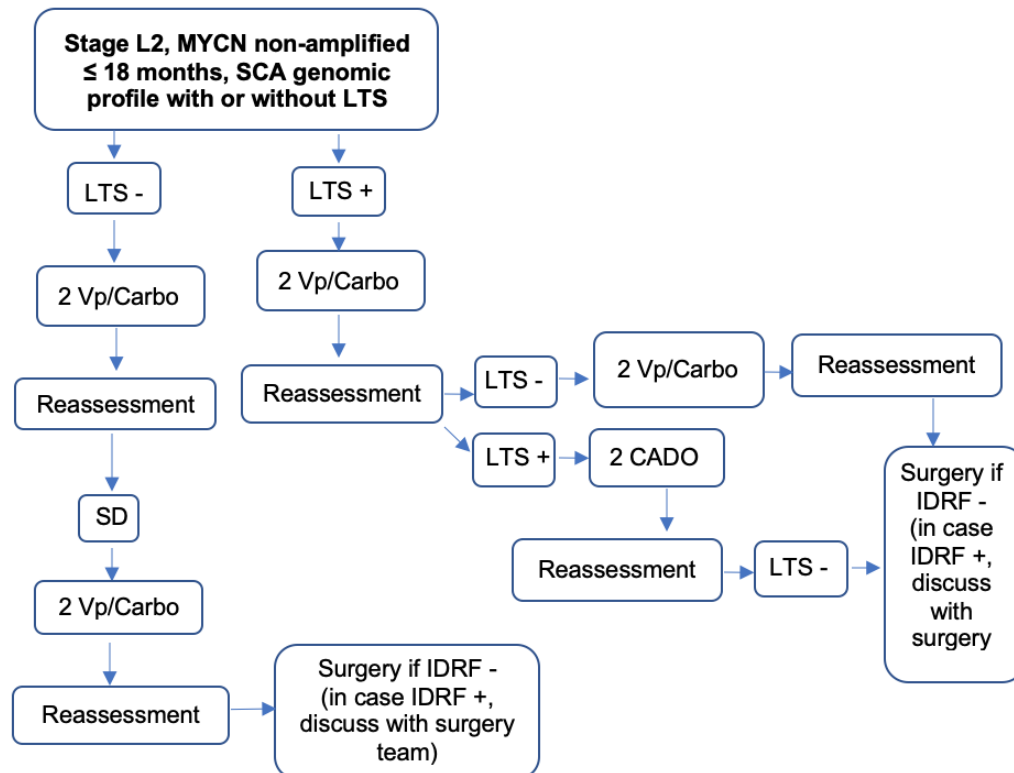 Stage L2, MYCN non-amplified
≤ 18 months, SCA genomic
profile with or without LTS
LTS -
LTS +
2 Vp/Carbo
2 Vp/Carbo
Reassessment
Reassessment
LTS -
2 Vp/Carbo
Reassessment
LTS +
2 CADO
Surgery if
IDRF -
(in case
IDRF +,
discuss
with
surgery
SD
Reassessment
LTS -
2 Vp/Carbo
Reassessment
Surgery if IDRF -
(in case IDRF +,
discuss with surgery
team)